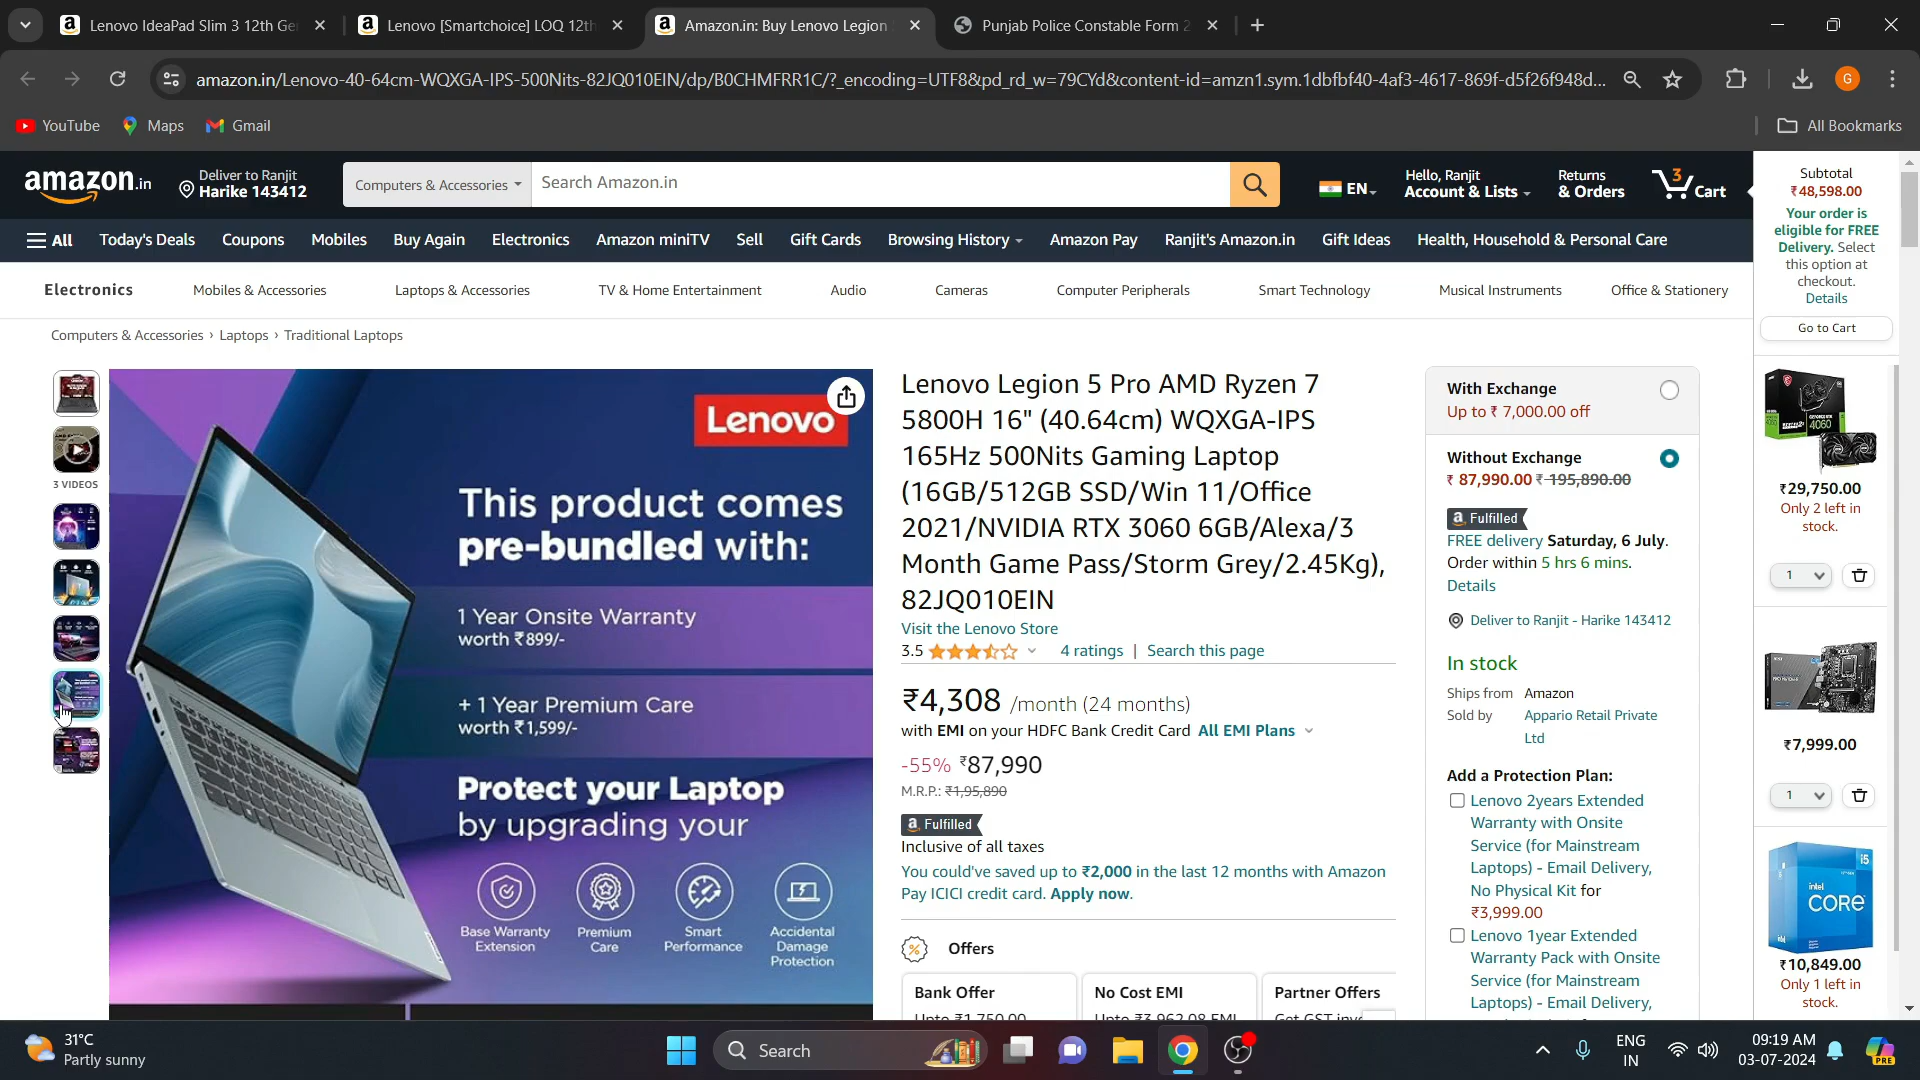 Lenovo IdeaPad Slim 3 12th Ge
Lenovo [Smartchoice] LOQ 12th
Amazon.in: Buy Lenovo Legion
Punjab Police Constable Form 2
amazon.in/Lenovo-40-64cm-WQXGA-IPS-500Nits-82JQ010EIN/dp/B0CHMFRR1C/?_encoding=UTF8&pd_rd_w=79CYd&content-id=amzn1.sym.1dbfbf40-4af3-4617-869f-d5f26f948d...
G
YouTube
Maps
Gmail
All Bookmarks
amazon.in
Deliver to Ranjit
Harike 143412
Computers & Accessories
Search Amazon.in
EN
Hello, Ranjit
Account & Lists
Returns
& Orders
3
Cart
All
Today's Deals
Coupons
Mobiles
Buy Again
Electronics
Amazon miniTV
Sell
Gift Cards
Browsing History
Amazon Pay
Ranjit's Amazon.in
Gift Ideas
Health, Household & Personal Care
Electronics
Mobiles & Accessories
Laptops & Accessories
TV & Home Entertainment
Audio
Cameras
Computer Peripherals
Smart Technology
Musical Instruments
Office & Stationery
Computers & Accessories › Laptops › Traditional Laptops
3 VIDEOS
Lenovo
This product comes
pre-bundled with:
1 Year Onsite Warranty
worth ₹899/-
+ 1 Year Premium Care
worth ₹1,599/-
Protect your Laptop
by upgrading your
Base Warranty
Extension
Premium
Care
Smart
Performance
Accidental
Damage
Protection
Lenovo Legion 5 Pro AMD Ryzen 7
5800H 16" (40.64cm) WQXGA-IPS
165Hz 500Nits Gaming Laptop
(16GB/512GB SSD/Win 11/Office
2021/NVIDIA RTX 3060 6GB/Alexa/3
Month Game Pass/Storm Grey/2.45Kg),
82JQ010EIN
Visit the Lenovo Store
3.5
4 ratings | Search this page
₹4,308 /month (24 months)
with EMI on your HDFC Bank Credit Card All EMI Plans
-55% ₹87,990
M.R.P.: ₹1,95,890
a Fulfilled
Inclusive of all taxes
You could've saved up to ₹2,000 in the last 12 months with Amazon
Pay ICICI credit card. Apply now.
Offers
Bank Offer
Upto ₹1,750.00
No Cost EMI
Upto ₹3,962.08 EMI
Partner Offers
Get GST inv
With Exchange
Up to ₹ 7,000.00 off
Without Exchange
₹ 87,990.00 ₹ 195,890.00
a Fulfilled
FREE delivery Saturday, 6 July.
Order within 5 hrs 6 mins.
Details
Deliver to Ranjit - Harike 143412
In stock
Ships from Amazon
Sold by Appario Retail Private
Ltd
Add a Protection Plan:
Lenovo 2years Extended
Warranty with Onsite
Service (for Mainstream
Laptops) - Email Delivery,
No Physical Kit for
₹3,999.00
Lenovo 1year Extended
Warranty Pack with Onsite
Service (for Mainstream
Laptops) - Email Delivery,
Subtotal
₹48,598.00
Your order is
eligible for FREE
Delivery. Select
this option at
checkout.
Details
Go to Cart
4060
₹29,750.00
Only 2 left in
stock.
1
₹7,999.00
1
intel
CORE
i5
₹10,849.00
Only 1 left in
stock.
31°C
Partly sunny
Search
ENG
IN
09:19 AM
03-07-2024
PRE